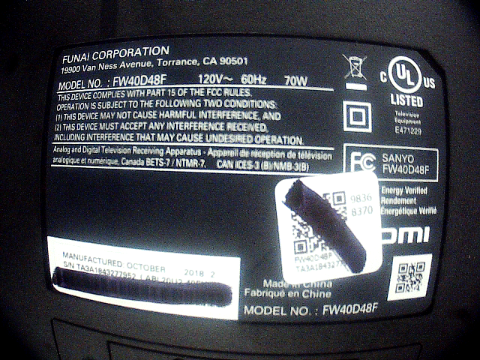 FUNAI CORPORATION
19900 Van Ness Avenue, Torrance, CA 90501
MODEL NO. : FW40D48F 120V~ 60Hz 70W
THIS DEVICE COMPLIES WITH PART 15 OF THE FCC RULES.
OPERATION IS SUBJECT TO THE FOLLOWING TWO CONDITIONS:
(1) THIS DEVICE MAY NOT CAUSE HARMFUL INTERFERENCE, AND
(2) THIS DEVICE MUST ACCEPT ANY INTERFERENCE RECEIVED,
INCLUDING INTERFERENCE THAT MAY CAUSE UNDESIRED OPERATION.
Analog and Digital Television Receiving Apparatus - Appareil de réception de télévision
analogique et numérique, Canada BETS-7 / NTMR-7. CAN ICES-3 (B)/NMB-3(B)
C UL US
LISTED
Television
Equipment
E471229
FC SANYO
FW40D48F
Energy Verified
Rendement
Énergétique Vérifié
9836
8370
FW40D48F
MANUFACTURED OCTOBER 2018
Made in China
Fabriqué en Chine
MODEL NO. : FW40D48F